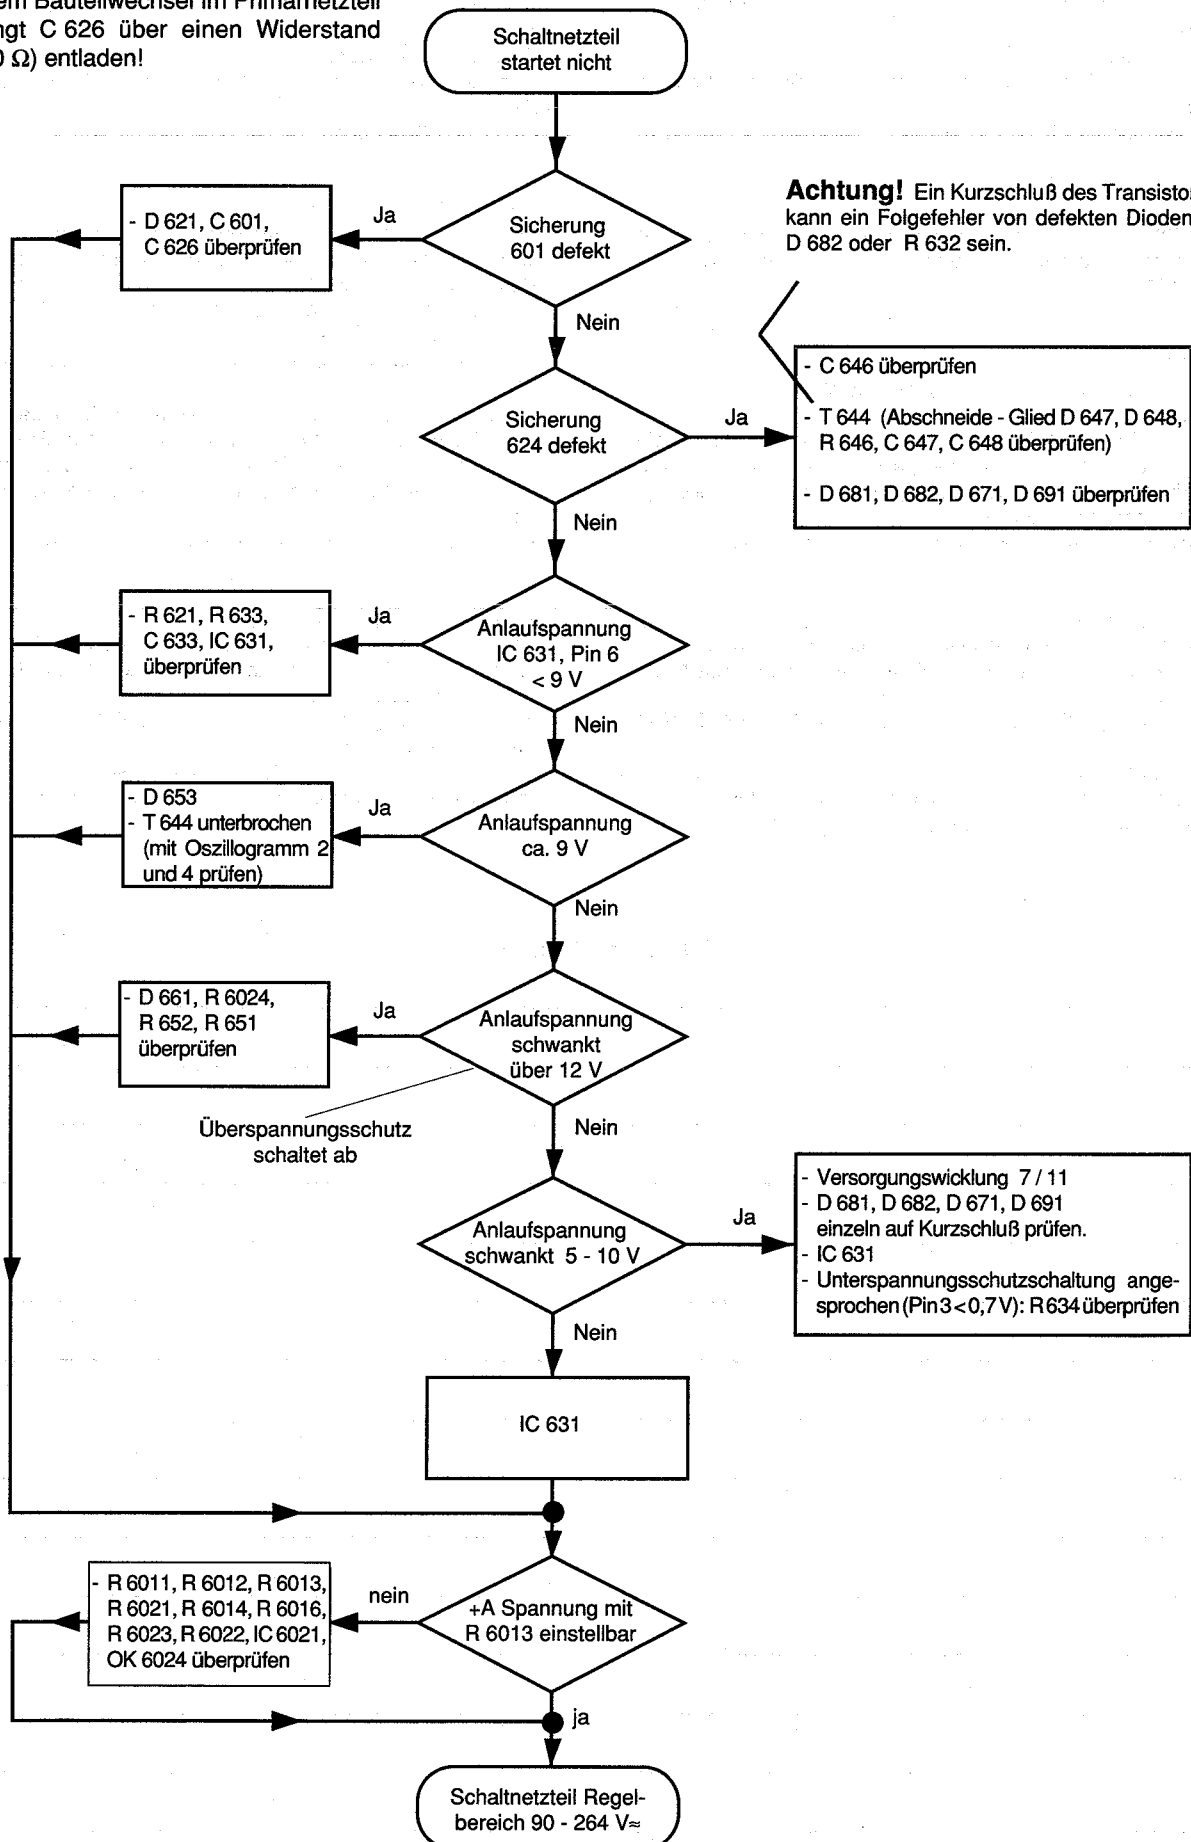 em Bauteilwechsel im Primärnetzteil
ngt C 626 über einen Widerstand
0 Ω) entladen!
Schaltnetzteil
startet nicht
Achtung! Ein Kurzschluß des Transistor
kann ein Folgefehler von defekten Dioden
D 682 oder R 632 sein.
- D 621, C 601,
C 626 überprüfen
Ja
Sicherung
601 defekt
Nein
Sicherung
624 defekt
Ja
- C 646 überprüfen
- T 644 (Abschneide - Glied D 647, D 648,
R 646, C 647, C 648 überprüfen)
- D 681, D 682, D 671, D 691 überprüfen
Nein
- R 621, R 633,
C 633, IC 631,
überprüfen
Ja
Anlaufspannung
IC 631, Pin 6
< 9 V
Nein
- D 653
- T 644 unterbrochen
(mit Oszillogramm 2
und 4 prüfen)
Ja
Anlaufspannung
ca. 9 V
Nein
- D 661, R 6024,
R 652, R 651
überprüfen
Ja
Anlaufspannung
schwankt
über 12 V
Überspannungsschutz
schaltet ab
Nein
Anlaufspannung
schwankt 5 - 10 V
Ja
- Versorgungswicklung 7 / 11
- D 681, D 682, D 671, D 691
einzeln auf Kurzschluß prüfen.
- IC 631
- Unterspannungsschutzschaltung ange-
sprochen (Pin 3 < 0,7 V): R 634 überprüfen
Nein
IC 631
- R 6011, R 6012, R 6013,
R 6021, R 6014, R 6016,
R 6023, R 6022, IC 6021,
OK 6024 überprüfen
nein
+A Spannung mit
R 6013 einstellbar
ja
Schaltnetzteil Regel-
bereich 90 - 264 V≈